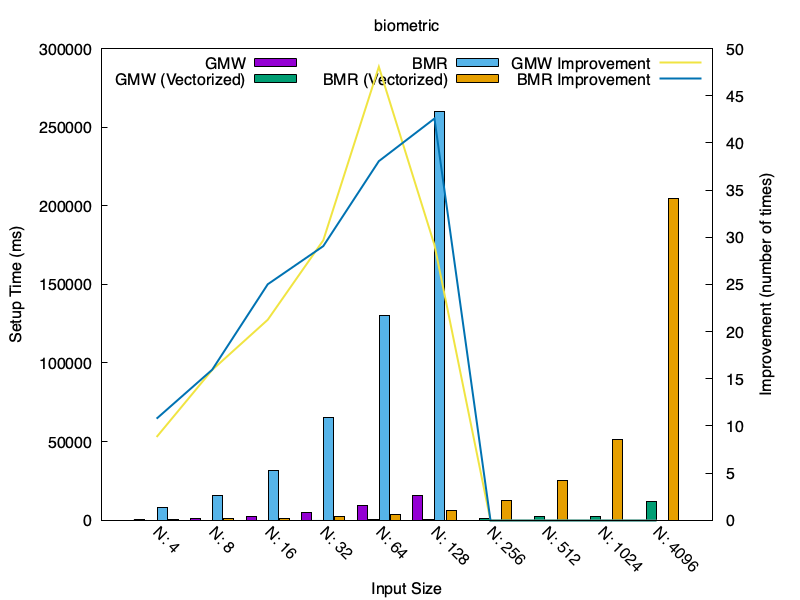 biometric
GMW
GMW (Vectorized)
BMR
BMR (Vectorized)
GMW Improvement
BMR Improvement
Setup Time (ms)
300000
250000
200000
150000
100000
50000
0
50
45
40
35
30
25
20
15
10
5
0
Improvement (number of times)
N: 4
N: 8
N: 16
N: 32
N: 64
N: 128
N: 256
N: 512
N: 1024
N: 4096
Input Size